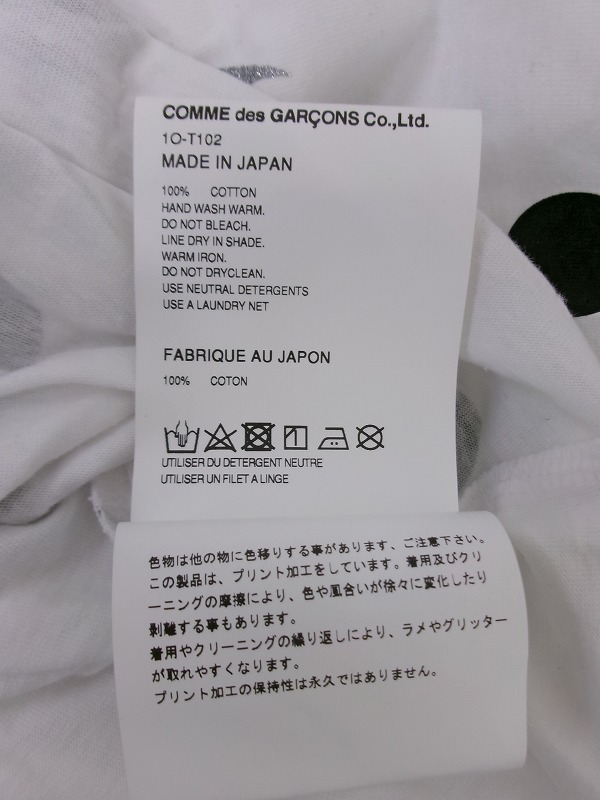 COMME des GARÇONS Co.,Ltd.
1O-T102
MADE IN JAPAN
100% COTTON
HAND WASH WARM.
DO NOT BLEACH.
LINE DRY IN SHADE.
WARM IRON.
DO NOT DRYCLEAN.
USE NEUTRAL DETERGENTS
USE A LAUNDRY NET
FABRIQUE AU JAPON
100% COTON
UTILISER DU DETERGENT NEUTRE
UTILISER UN FILET A LINGE
色物は他の物に色移りする事があります、ご注意下さい。
この製品は、プリント加工をしています。着用及びクリ
ーニングの摩擦により、色や風合いが徐々に変化したり
剥離する事もあります。
着用やクリーニングの繰り返しにより、ラメやグリッター
が取れやすくなります。
プリント加工の保持性は永久ではありません。